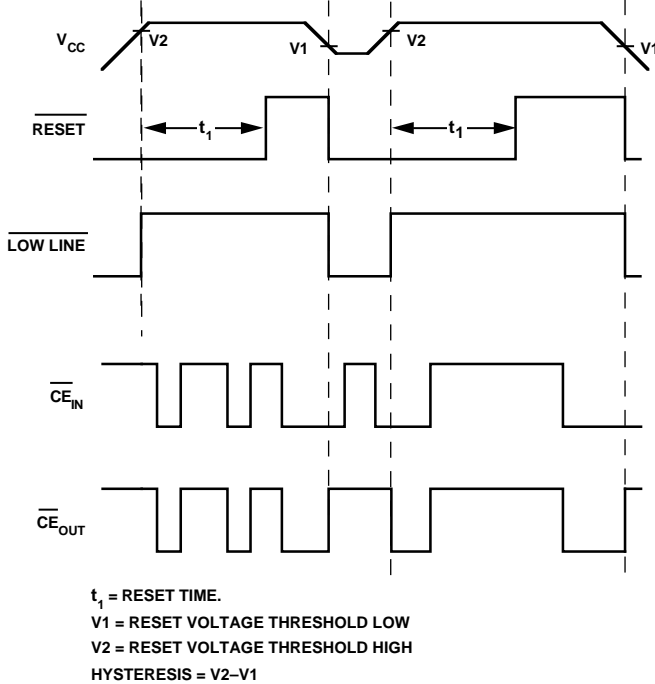 VCC
V2
V1
V2
V1
RESET
t1
t1
LOW LINE
CEIN
CEOUT
t1 = RESET TIME.
V1 = RESET VOLTAGE THRESHOLD LOW
V2 = RESET VOLTAGE THRESHOLD HIGH
HYSTERESIS = V2–V1